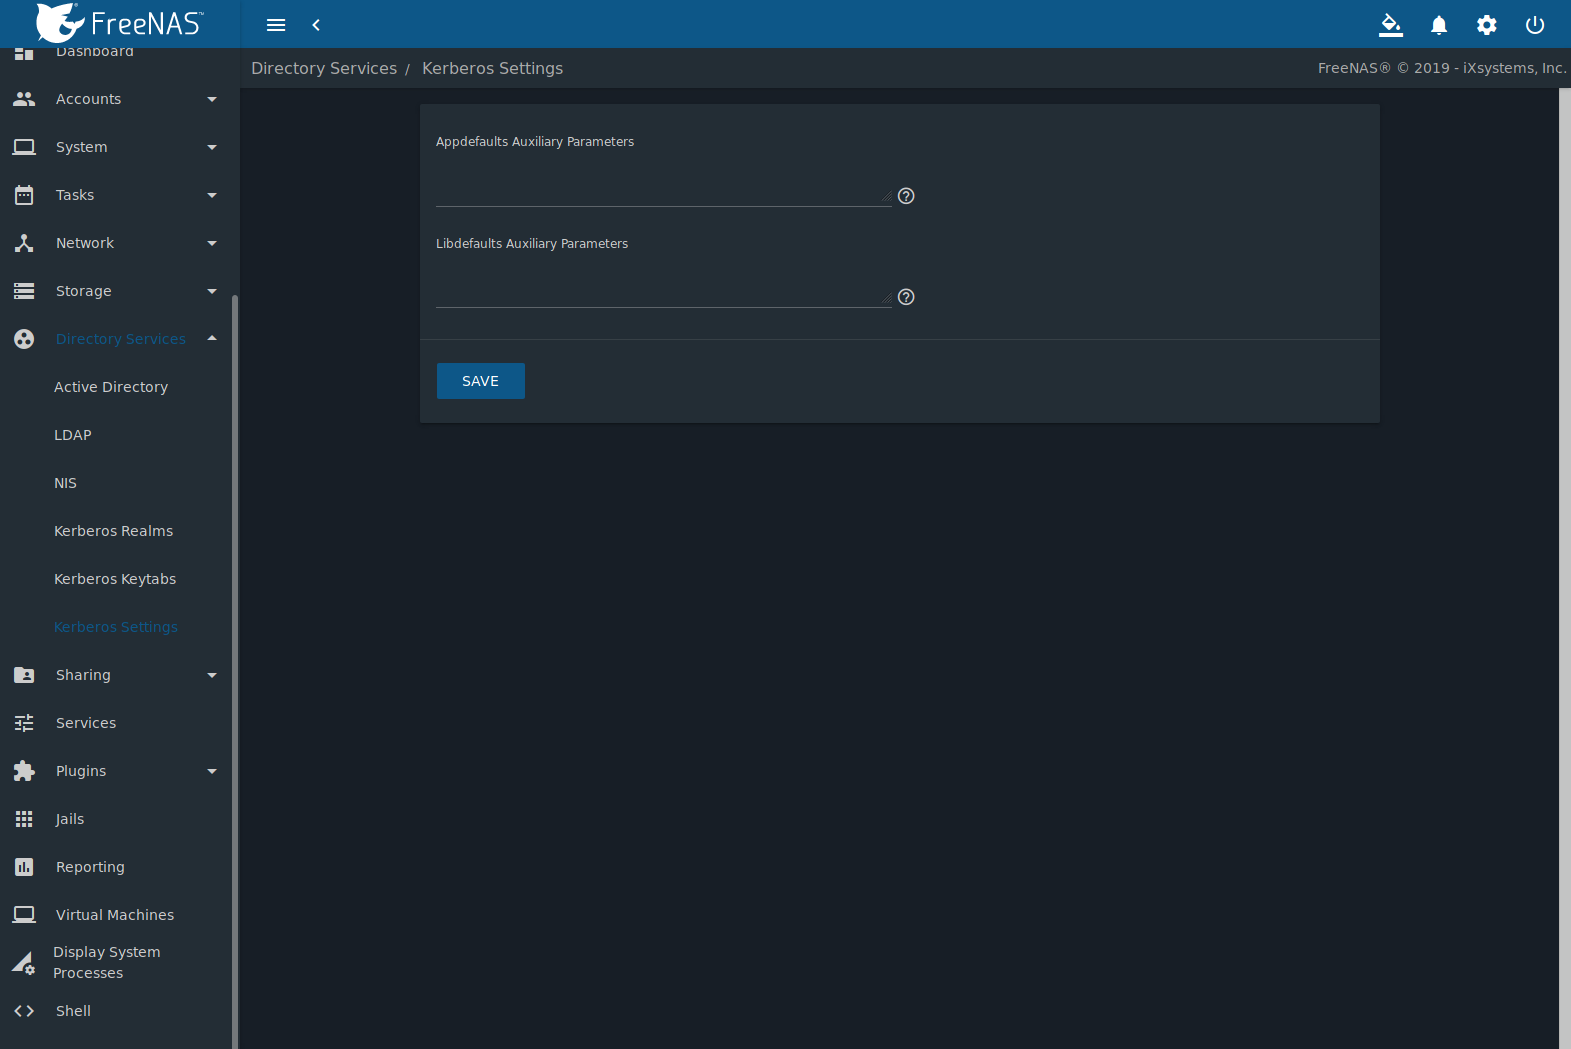 FreeNAS™
Directory Services / Kerberos Settings
FreeNAS® © 2019 - iXsystems, Inc.
Dashboard
Accounts
System
Tasks
Network
Storage
Directory Services
Active Directory
LDAP
NIS
Kerberos Realms
Kerberos Keytabs
Kerberos Settings
Sharing
Services
Plugins
Jails
Reporting
Virtual Machines
Display System
Processes
Shell
Appdefaults Auxiliary Parameters
Libdefaults Auxiliary Parameters
SAVE